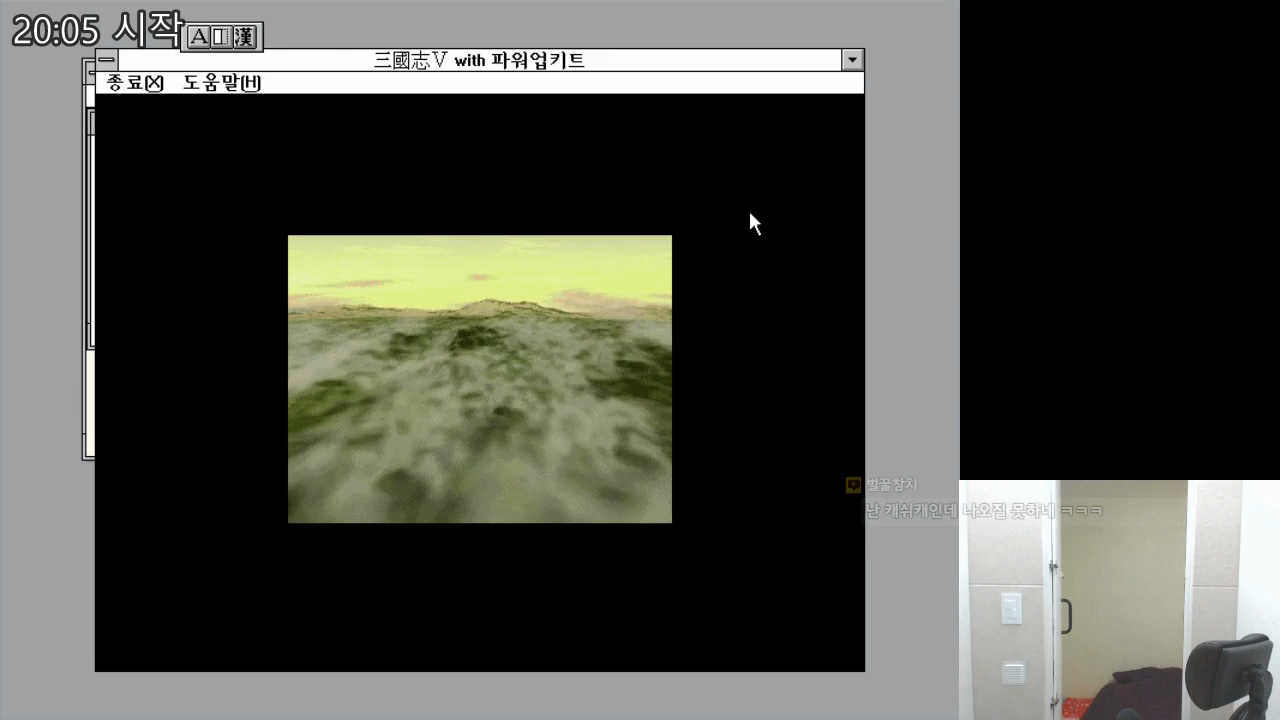 20:05 시작
A 漢
三國志Ⅴ with 파워업키트
종료(X) 도움말(H)
벌꿀참치
난 캐쉬캐인데 나오질 못하네 ㅋㅋㅋ